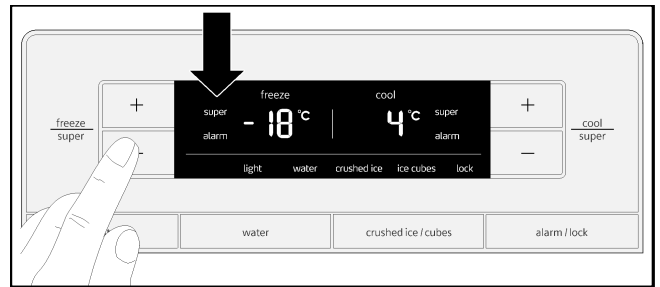 freeze
super
+
−
super
alarm
freeze
-18°C
cool
4°C
super
alarm
light water crushed ice ice cubes lock
+
−
cool
super
water
crushed ice / cubes
alarm / lock